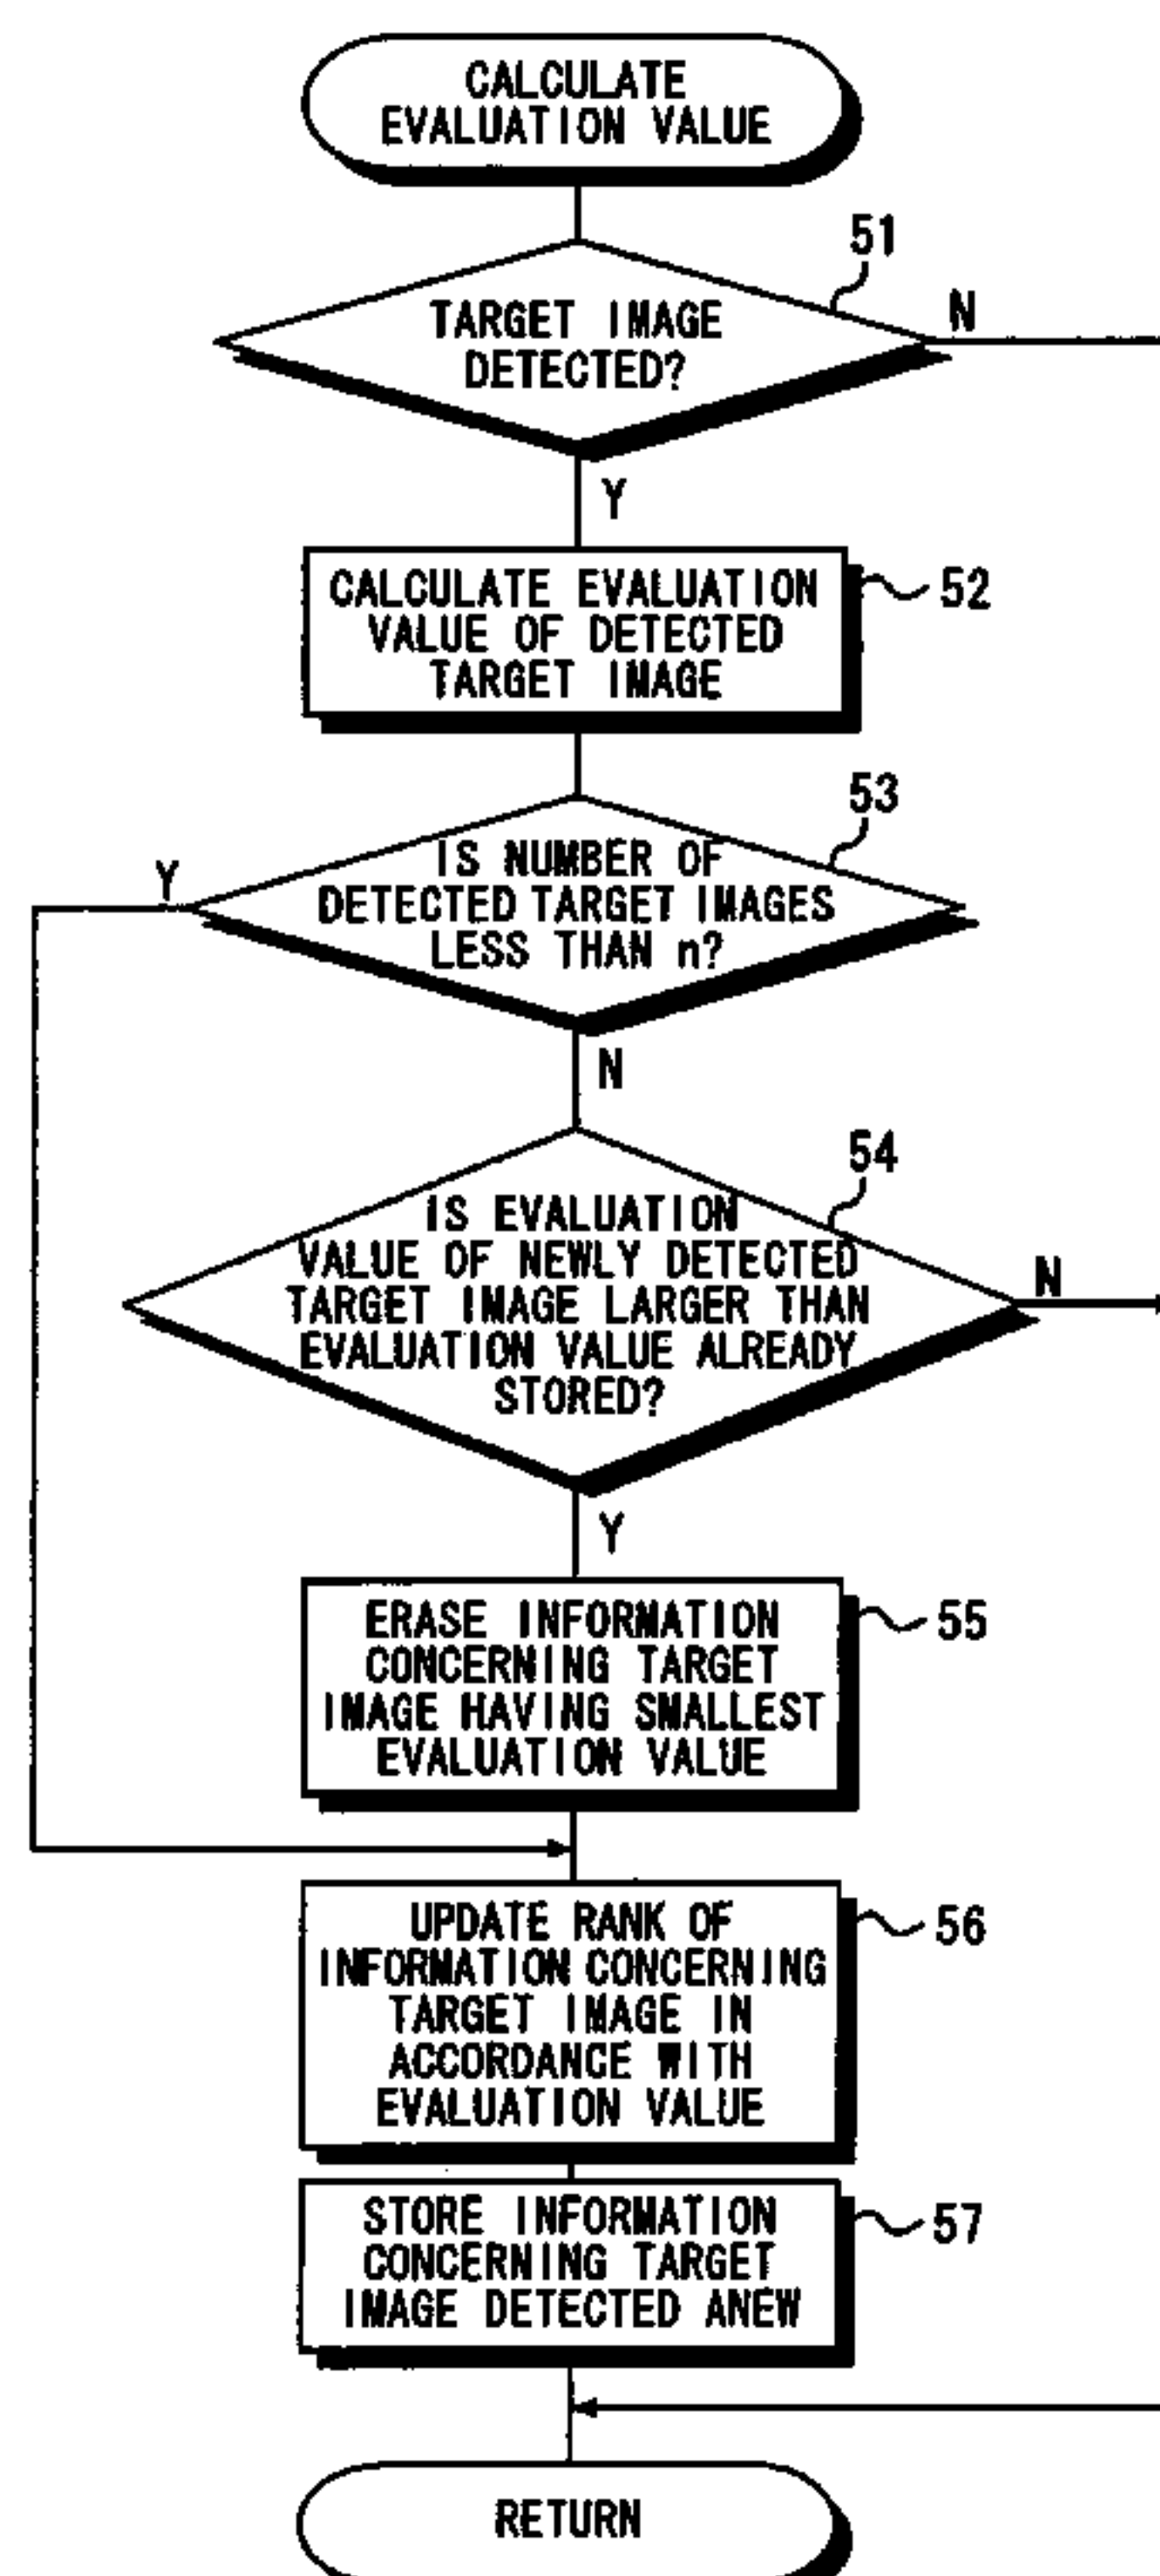 CALCULATE
EVALUATION VALUE
51
TARGET IMAGE
DETECTED?
N
Y
CALCULATE EVALUATION
VALUE OF DETECTED
TARGET IMAGE
52
53
IS NUMBER OF
DETECTED TARGET IMAGES
LESS THAN n?
Y
N
54
IS EVALUATION
VALUE OF NEWLY DETECTED
TARGET IMAGE LARGER THAN
EVALUATION VALUE ALREADY
STORED?
N
Y
ERASE INFORMATION
CONCERNING TARGET
IMAGE HAVING SMALLEST
EVALUATION VALUE
55
UPDATE RANK OF
INFORMATION CONCERNING
TARGET IMAGE IN
ACCORDANCE WITH
EVALUATION VALUE
56
STORE INFORMATION
CONCERNING TARGET
IMAGE DETECTED ANEW
57
RETURN